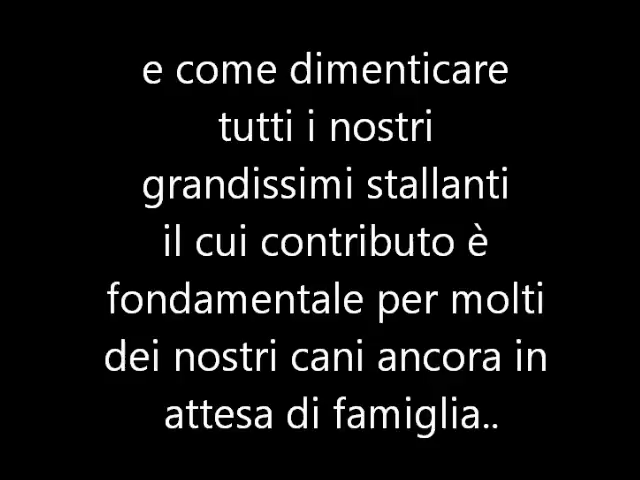 e come dimenticare
tutti i nostri
grandissimi stallanti
il cui contributo è
fondamentale per molti
dei nostri cani ancora in
attesa di famiglia..